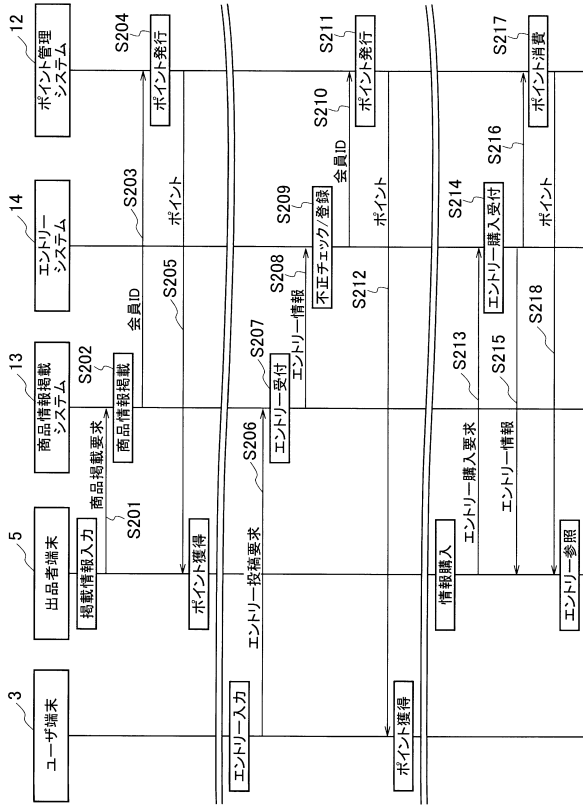 3
ユーザ端末
5
出品者端末
13
商品情報掲載
システム
14
エントリー
システム
12
ポイント管理
システム
掲載情報入力
商品掲載要求
S201
S202
商品情報掲載
会員ID
S203
S204
ポイント発行
ポイント
S205
ポイント獲得
エントリー入力
エントリー投稿要求
S206
S207
エントリー受付
エントリー情報
S208
S209
不正チェック/登録
会員ID
S210
S211
ポイント発行
ポイント
S212
ポイント獲得
情報購入
エントリー購入要求
S213
S214
エントリー購入受付
エントリー情報
S215
S216
S217
ポイント消費
ポイント
S218
エントリー参照